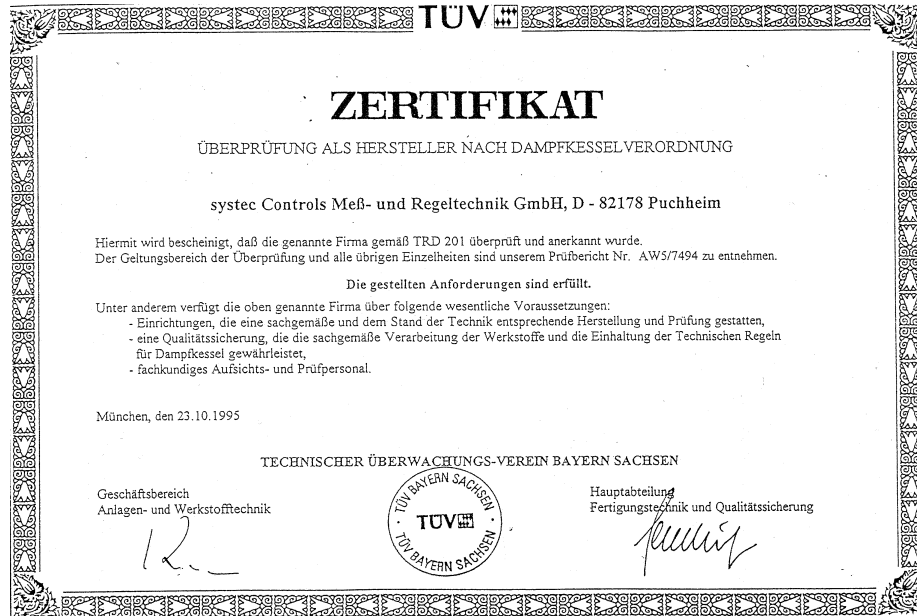 TÜV
ZERTIFIKAT
ÜBERPRÜFUNG ALS HERSTELLER NACH DAMPFKESSELVERORDNUNG
systec Controls Meß- und Regeltechnik GmbH, D - 82178 Puchheim
Hiermit wird bescheinigt, daß die genannte Firma gemäß TRD 201 überprüft und anerkannt wurde.
Der Geltungsbereich der Überprüfung und alle übrigen Einzelheiten sind unserem Prüfbericht Nr. AW5/7494 zu entnehmen.
Die gestellten Anforderungen sind erfüllt.
Unter anderem verfügt die oben genannte Firma über folgende wesentliche Voraussetzungen:
- Einrichtungen, die eine sachgemäße und dem Stand der Technik entsprechende Herstellung und Prüfung gestatten,
- eine Qualitätssicherung, die die sachgemäße Verarbeitung der Werkstoffe und die Einhaltung der Technischen Regeln
für Dampfkessel gewährleistet,
- fachkundiges Aufsichts- und Prüfpersonal.
München, den 23.10.1995
TECHNISCHER ÜBERWACHUNGS-VEREIN BAYERN SACHSEN
Geschäftsbereich
Anlagen- und Werkstofftechnik
TÜV BAYERN SACHSEN
TÜV
TÜV BAYERN SACHSEN
Hauptabteilung
Fertigungstechnik und Qualitätssicherung